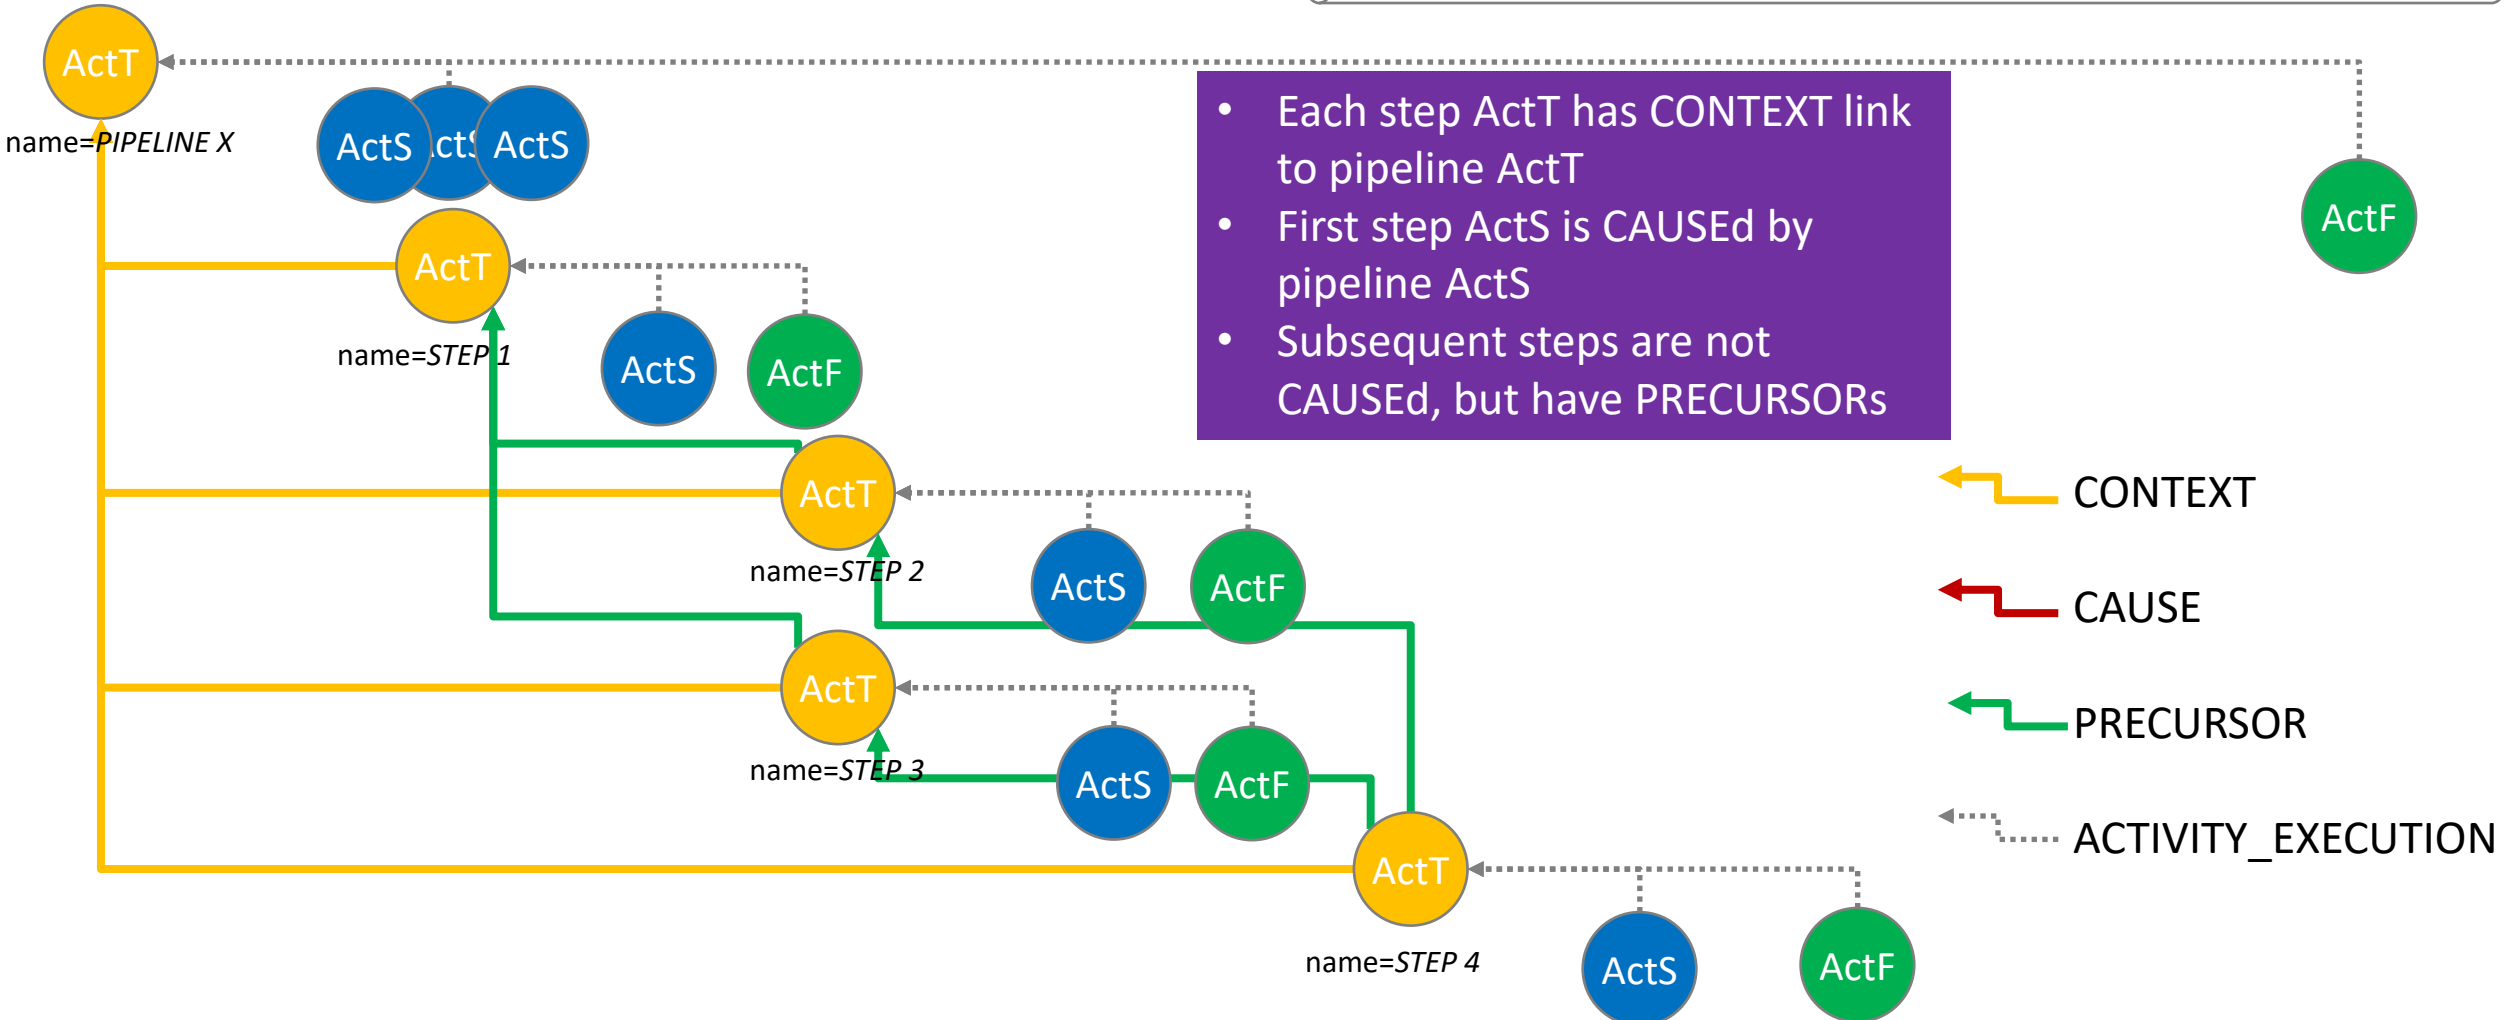 ActT
name=PIPELINE X
ActS
ActS
ActS
• Each step ActT has CONTEXT link
to pipeline ActT
• First step ActS is CAUSEd by
pipeline ActS
• Subsequent steps are not
CAUSEd, but have PRECURSORs
ActF
ActT
name=STEP 1
ActS
ActF
ActT
name=STEP 2
ActS
ActF
ActT
name=STEP 3
ActS
ActF
ActT
name=STEP 4
ActS
ActF
CONTEXT
CAUSE
PRECURSOR
ACTIVITY_EXECUTION